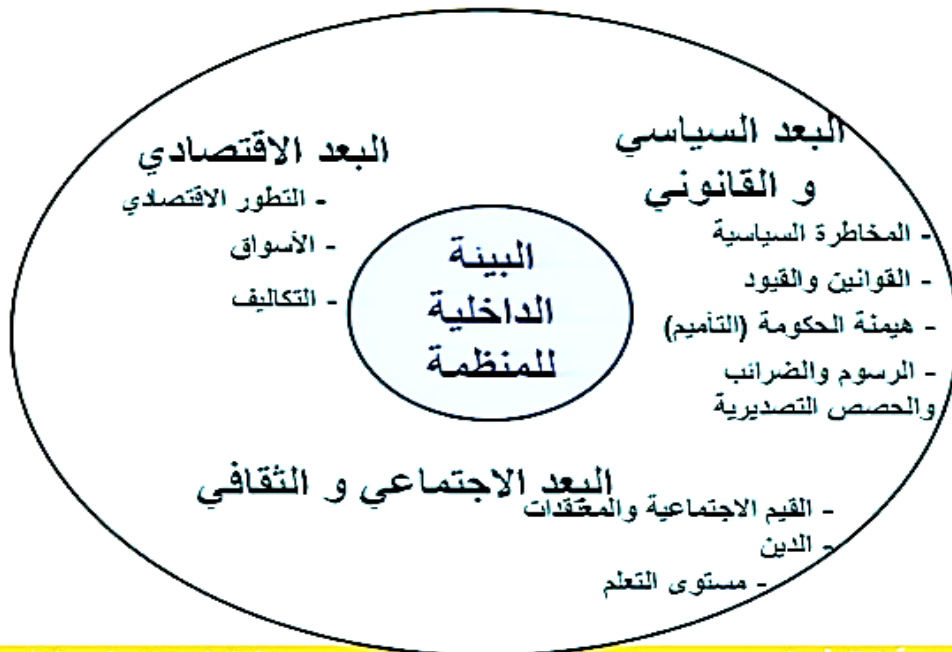 البعد السياسي
و القانوني
- المخاطرة السياسية
- القوانين والقيود
- هيمنة الحكومة (التأميم)
- الرسوم والضرائب
والحصص التصديرية
البعد الاقتصادي
- التطور الاقتصادي
- الأسواق
- التكاليف
البيئة
الداخلية
للمنظمة
البعد الاجتماعي و الثقافي
- القيم الاجتماعية والمعتقدات
- الدين
- مستوى التعلم